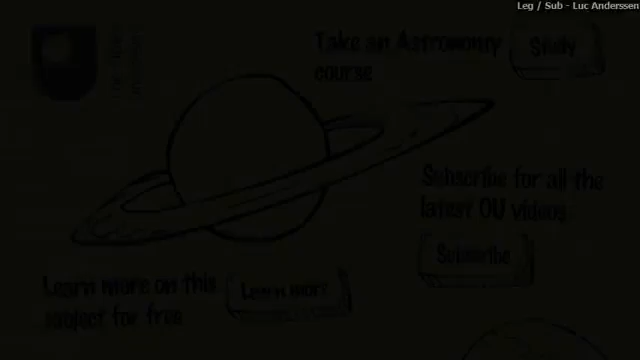 Leg / Sub - Luc Anderssen
Take an Astronomy
course
Study
Subscribe for all the
latest OU videos
Subscribe
Learn more on this
subject for free
Learn more